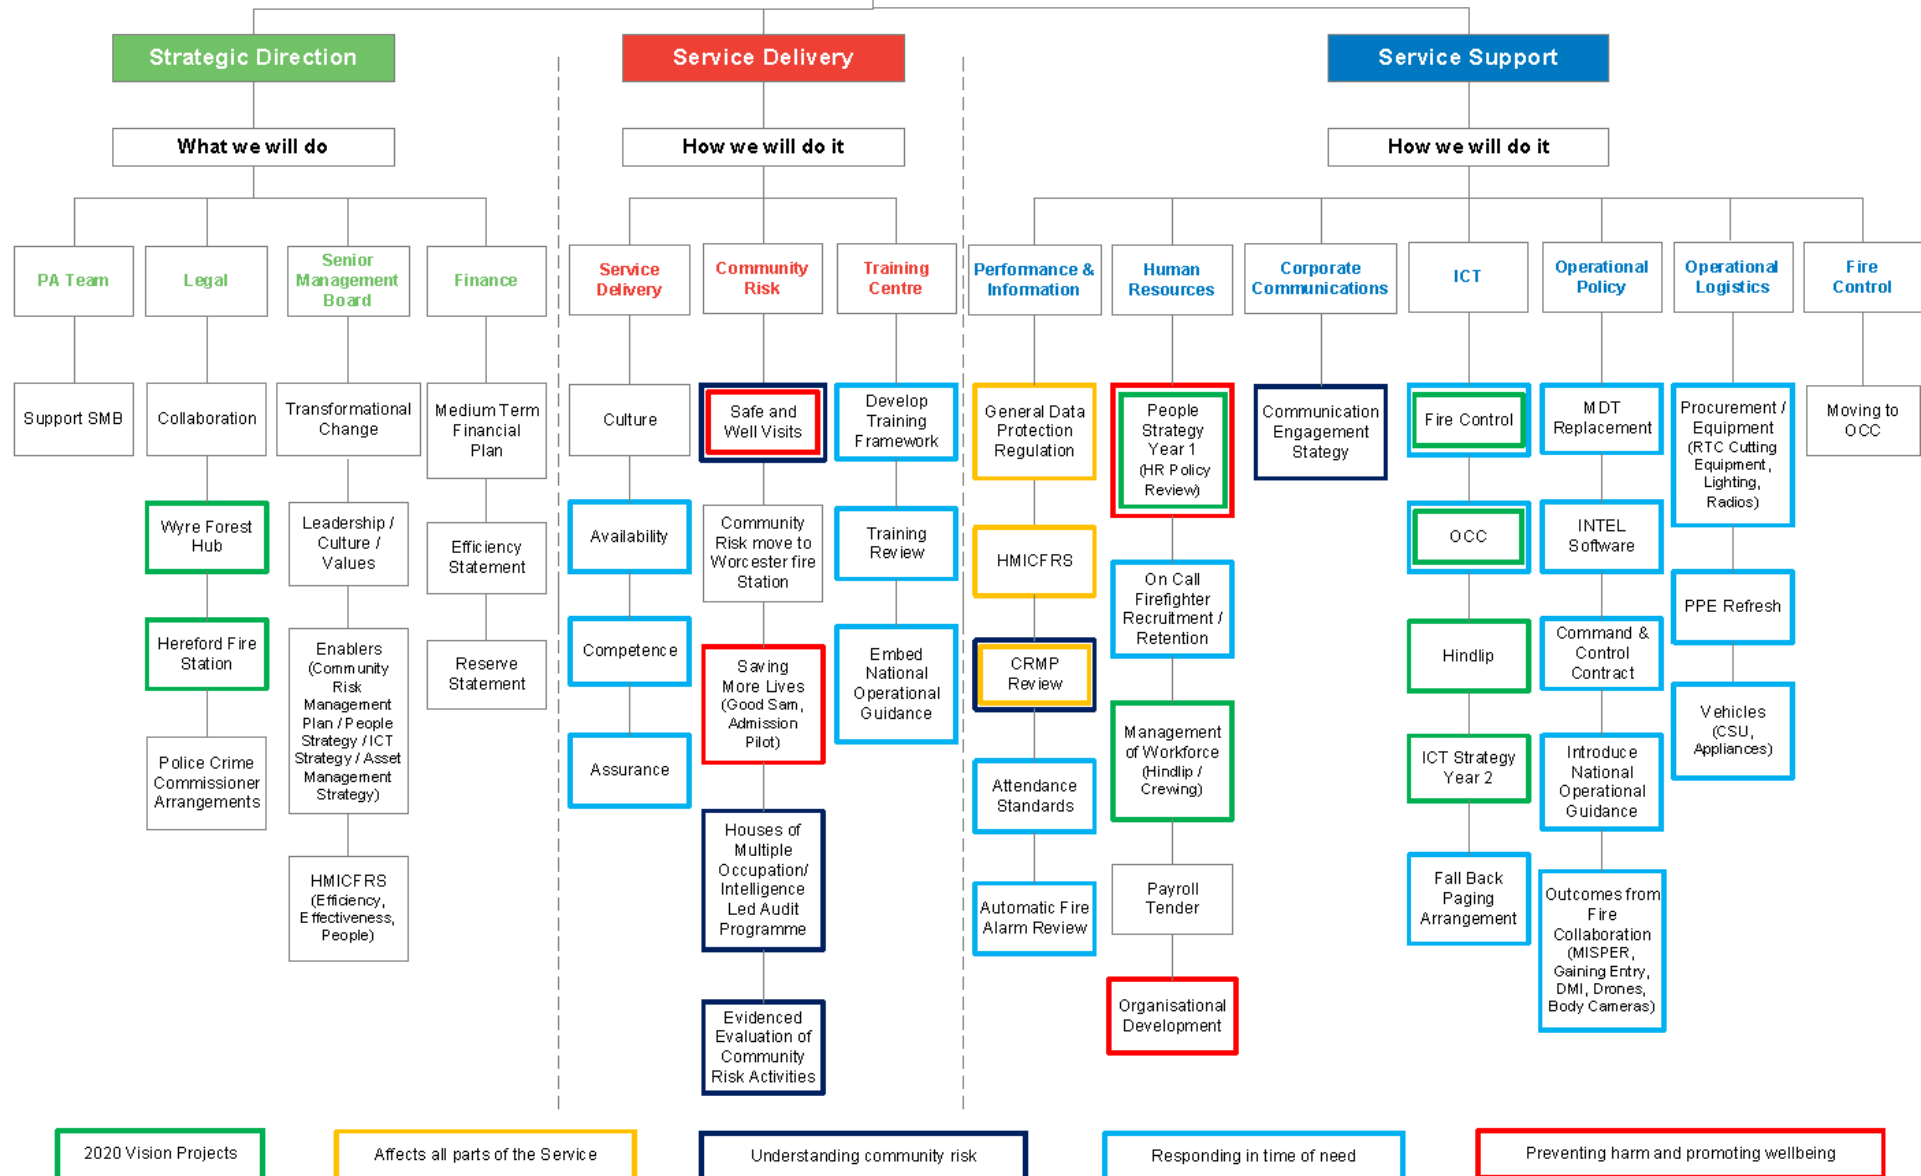 Strategic Direction
Service Delivery
Service Support
What we will do
How we will do it
How we will do it
PA Team
Legal
Senior
Management
Board
Finance
Service
Delivery
Community
Risk
Training
Centre
Performance &
Information
Human
Resources
Corporate
Communications
ICT
Operational
Policy
Operational
Logistics
Fire
Control
Support SMB
Collaboration
Wyre Forest
Hub
Hereford Fire
Station
Police Crime
Commissioner
Arrangements
Transformational
Change
Leadership /
Culture /
Values
Enablers
(Community
Risk
Management
Plan / People
Strategy / ICT
Strategy / Asset
Management
Strategy)
HMICFRS
(Efficiency,
Effectiveness,
People)
Medium Term
Financial
Plan
Efficiency
Statement
Reserve
Statement
Culture
Availability
Competence
Assurance
Safe and
Well Visits
Community
Risk move to
Worcester fire
Station
Saving
More Lives
(Good Sam,
Admission
Pilot)
Houses of
Multiple
Occupation/
Intelligence
Led Audit
Programme
Evidenced
Evaluation of
Community
Risk Activities
Develop
Training
Framework
Training
Review
Embed
National
Operational
Guidance
General Data
Protection
Regulation
HMICFRS
CRMP
Review
Attendance
Standards
Automatic Fire
Alarm Review
People
Strategy
Year 1
(HR Policy
Review)
On Call
Firefighter
Recruitment /
Retention
Management
of Workforce
(Hindlip /
Crewing)
Payroll
Tender
Organisational
Development
Communication
Engagement
Stategy
Fire Control
OCC
Hindlip
ICT Strategy
Year 2
Fall Back
Paging
Arrangement
MDT
Replacement
INTEL
Software
Command &
Control
Contract
Introduce
National
Operational
Guidance
Outcomes from
Fire
Collaboration
(MISPER,
Gaining Entry,
DMI, Drones,
Body Cameras)
Procurement /
Equipment
(RTC Cutting
Equipment,
Lighting,
Radios)
PPE Refresh
Vehicles
(CSU,
Appliances)
Moving to
OCC
2020 Vision Projects
Affects all parts of the Service
Understanding community risk
Responding in time of need
Preventing harm and promoting wellbeing